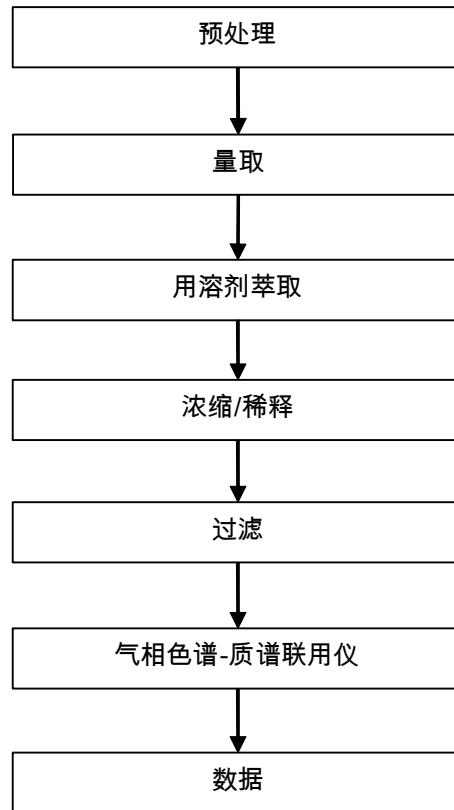 预处理
量取
用溶剂萃取
浓缩/稀释
过滤
气相色谱-质谱联用仪
数据